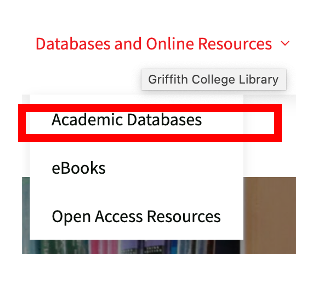 Databases and Online Resources
Griffith College Library
Academic Databases
eBooks
Open Access Resources